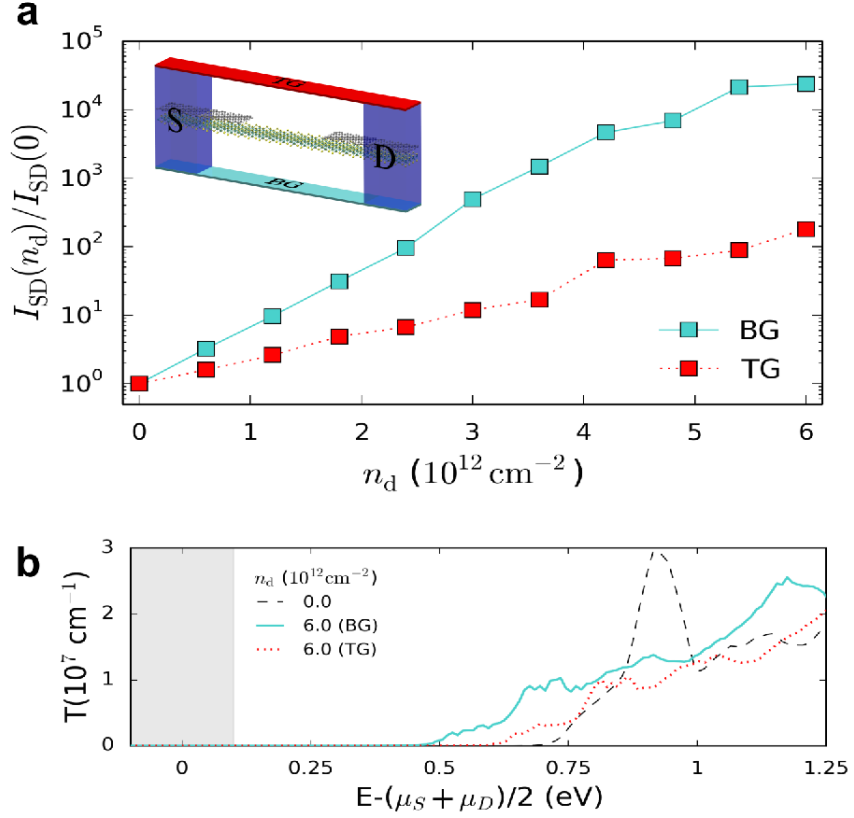 a
I_SD(n_d)/I_SD(0)
10^5
10^4
10^3
10^2
10^1
10^0
TG
S
D
BG
BG
TG
0 1 2 3 4 5 6
n_d (10^12 cm^−2)
b
T(10^7 cm^−1)
3
2
1
0
n_d (10^12 cm^−2)
0.0
6.0 (BG)
6.0 (TG)
0 0.25 0.5 0.75 1 1.25
E-(μ_S + μ_D)/2 (eV)